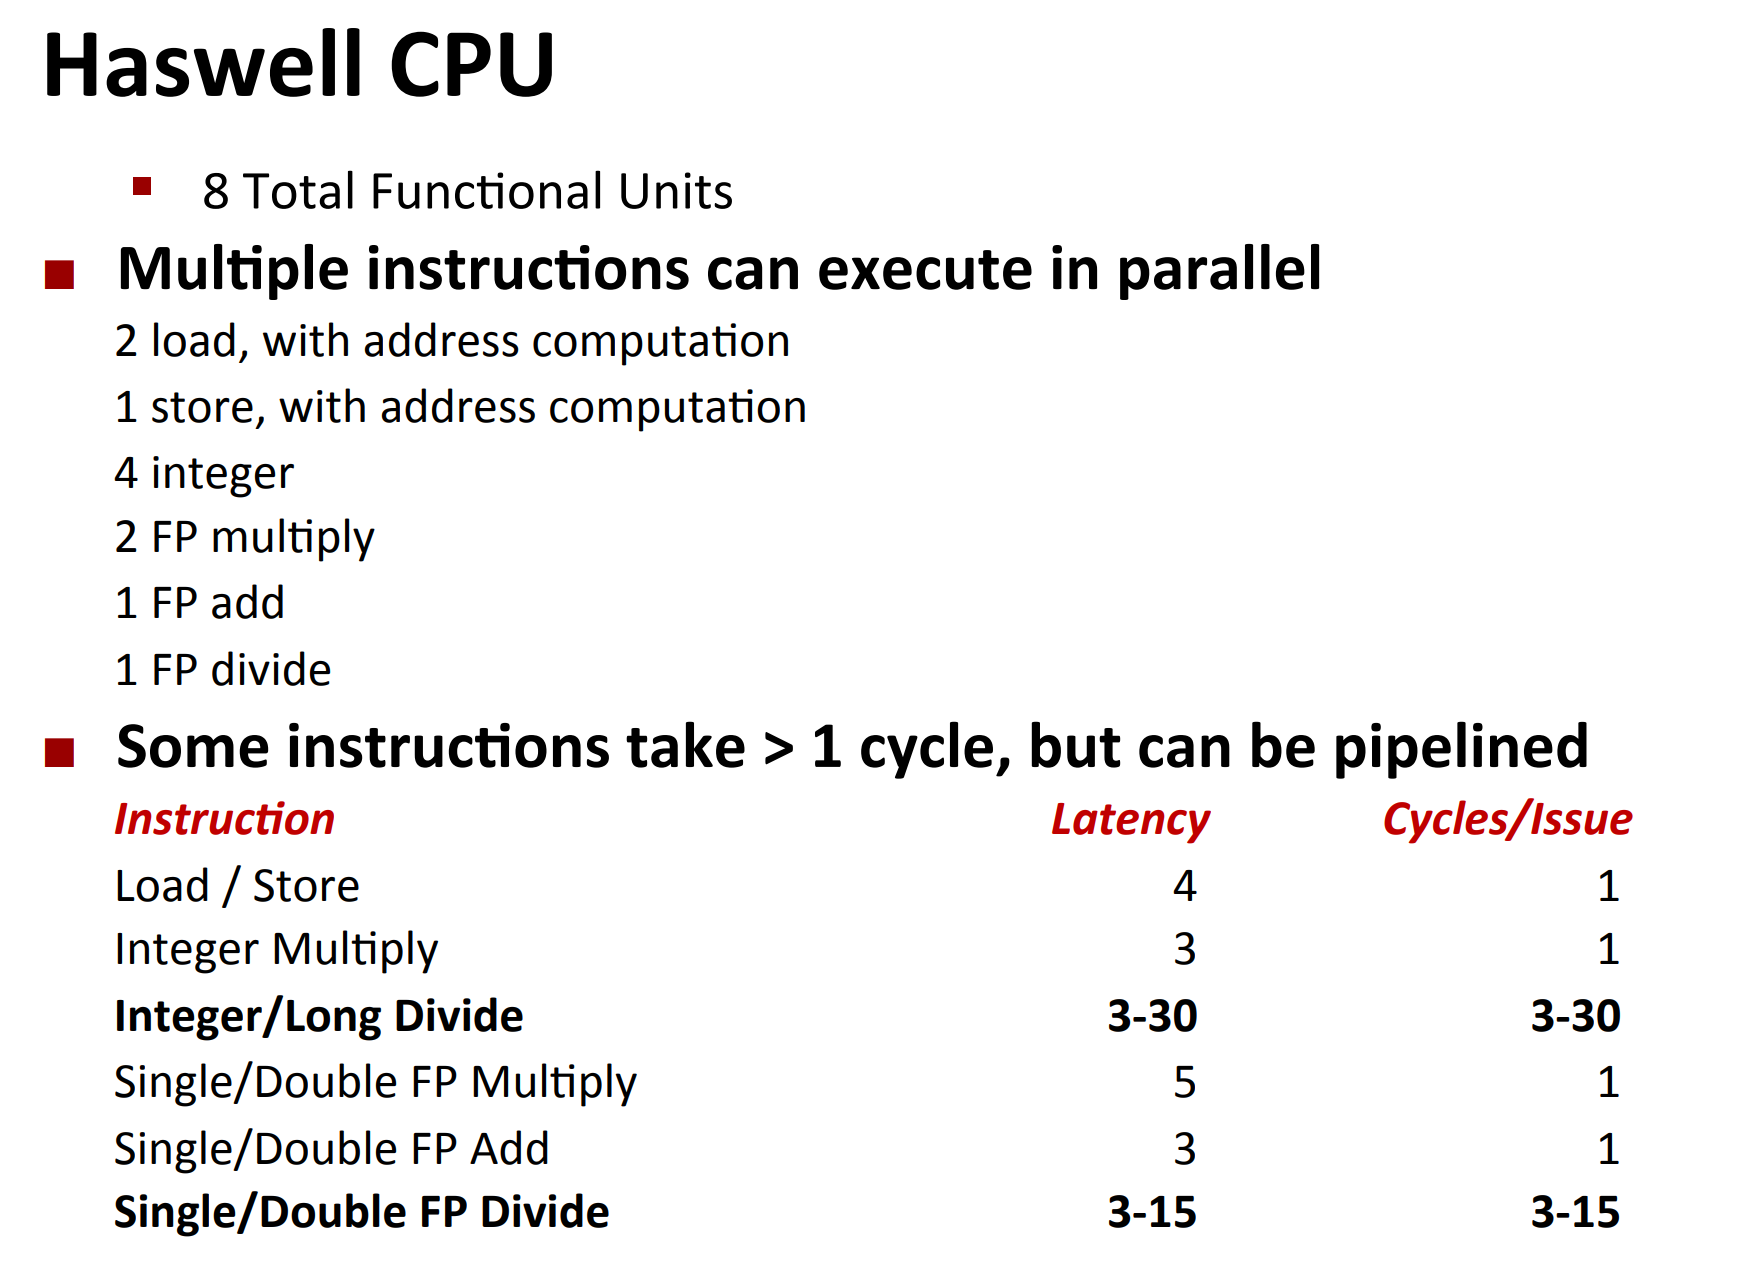 Haswell CPU
8 Total Functional Units
Multiple instructions can execute in parallel
2 load, with address computation
1 store, with address computation
4 integer
2 FP multiply
1 FP add
1 FP divide
Some instructions take > 1 cycle, but can be pipelined
Instruction Latency Cycles/Issue
Load / Store 4 1
Integer Multiply 3 1
Integer/Long Divide 3-30 3-30
Single/Double FP Multiply 5 1
Single/Double FP Add 3 1
Single/Double FP Divide 3-15 3-15